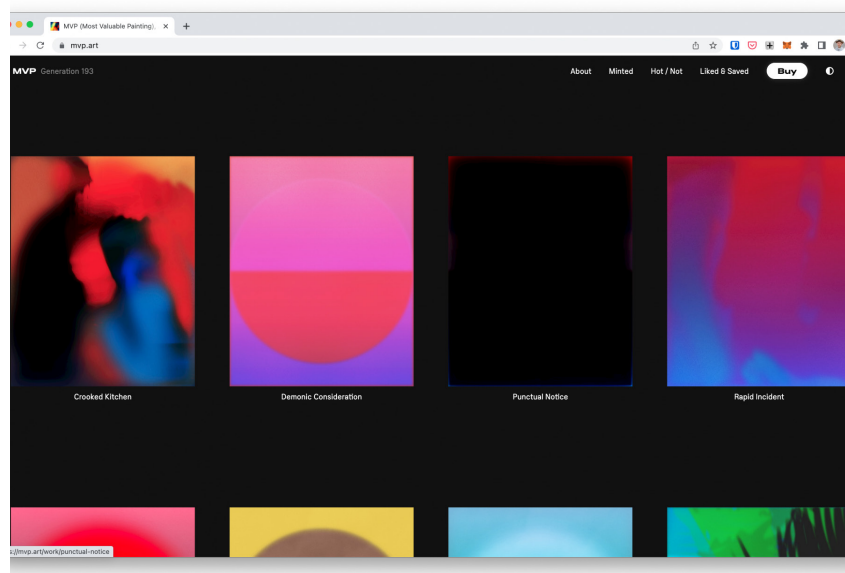 MVP (Most Valuable Painting).
mvp.art
MVP Generation 193
About Minted Hot / Not Liked & Saved Buy
Crooked Kitchen
Demonic Consideration
Punctual Notice
Rapid Incident
s://mvp.art/work/punctual-notice